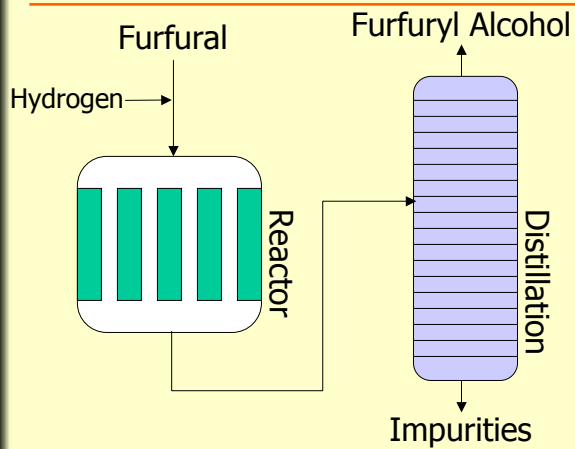 Furfural
Furfuryl Alcohol
Hydrogen
Reactor
Distillation
Impurities